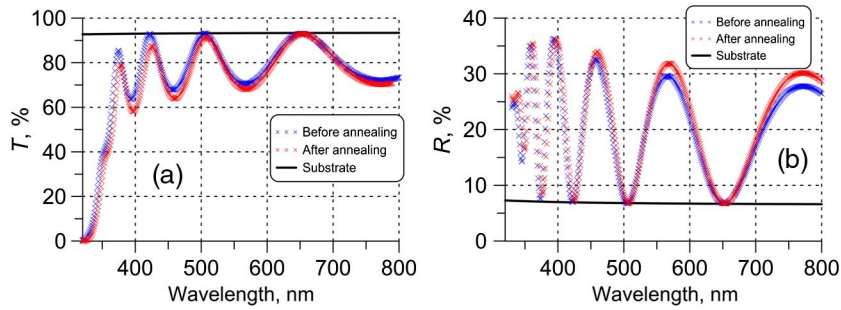 100
80
60
40
20
0
T, %
400 500 600 700 800
Wavelength, nm
(a)
Before annealing
After annealing
Substrate
40
30
20
10
0
R, %
400 500 600 700 800
Wavelength, nm
(b)
Before annealing
After annealing
Substrate